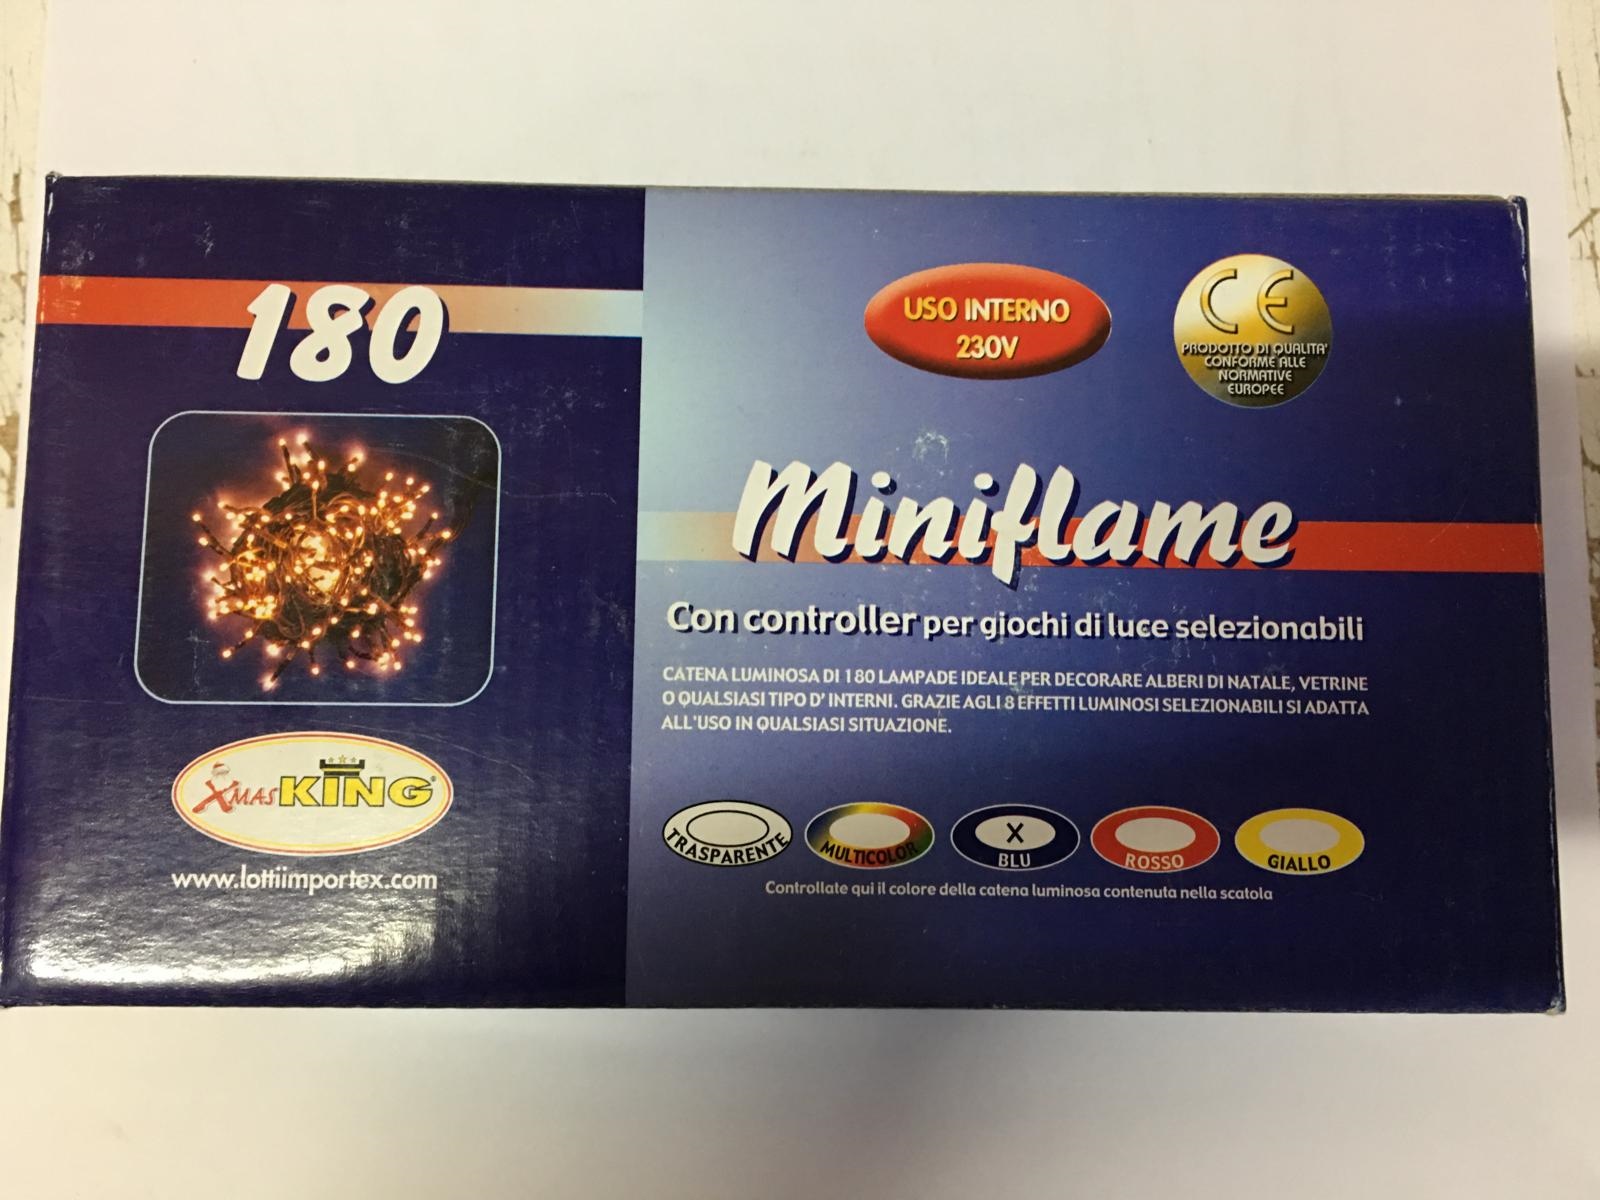 180
XMAS KING®
www.lottiimportex.com
USO INTERNO
230V
CE
PRODOTTO DI QUALITA'
CONFORME ALLE
NORMATIVE
EUROPEE
Miniflame
Con controller per giochi di luce selezionabili
CATENA LUMINOSA DI 180 LAMPADE IDEALE PER DECORARE ALBERI DI NATALE, VETRINE
O QUALSIASI TIPO D' INTERNI. GRAZIE AGLI 8 EFFETTI LUMINOSI SELEZIONABILI SI ADATTA
ALL'USO IN QUALSIASI SITUAZIONE.
TRASPARENTE
MULTICOLOR
X
BLU
ROSSO
GIALLO
Controllate qui il colore della catena luminosa contenuta nella scatola